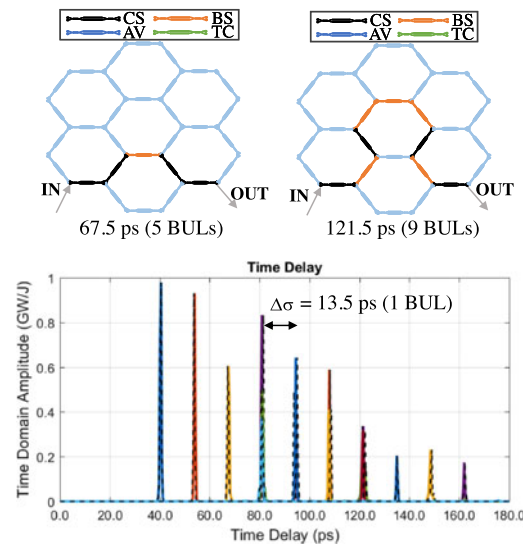 CS BS CS BS
AV TC AV TC
IN OUT IN OUT
67.5 ps (5 BULs) 121.5 ps (9 BULs)
Time Delay
Δσ = 13.5 ps (1 BUL)
Time Domain Amplitude (GW/J)
1
0.8
0.6
0.4
0.2
0
0.0 20.0 40.0 60.0 80.0 100.0 120.0 140.0 160.0 180.0
Time Delay (ps)